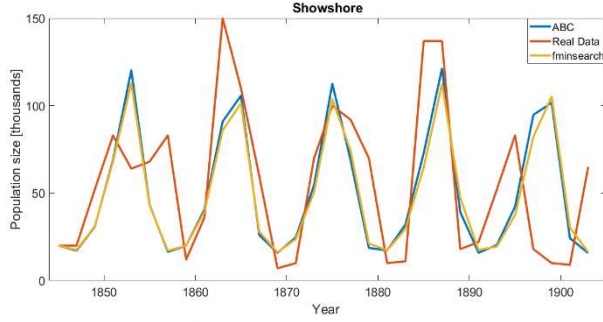 Showshore
150
100
50
0
Population size [thousands]
ABC
Real Data
fminsearch
1850
1860
1870
1880
1890
1900
Year